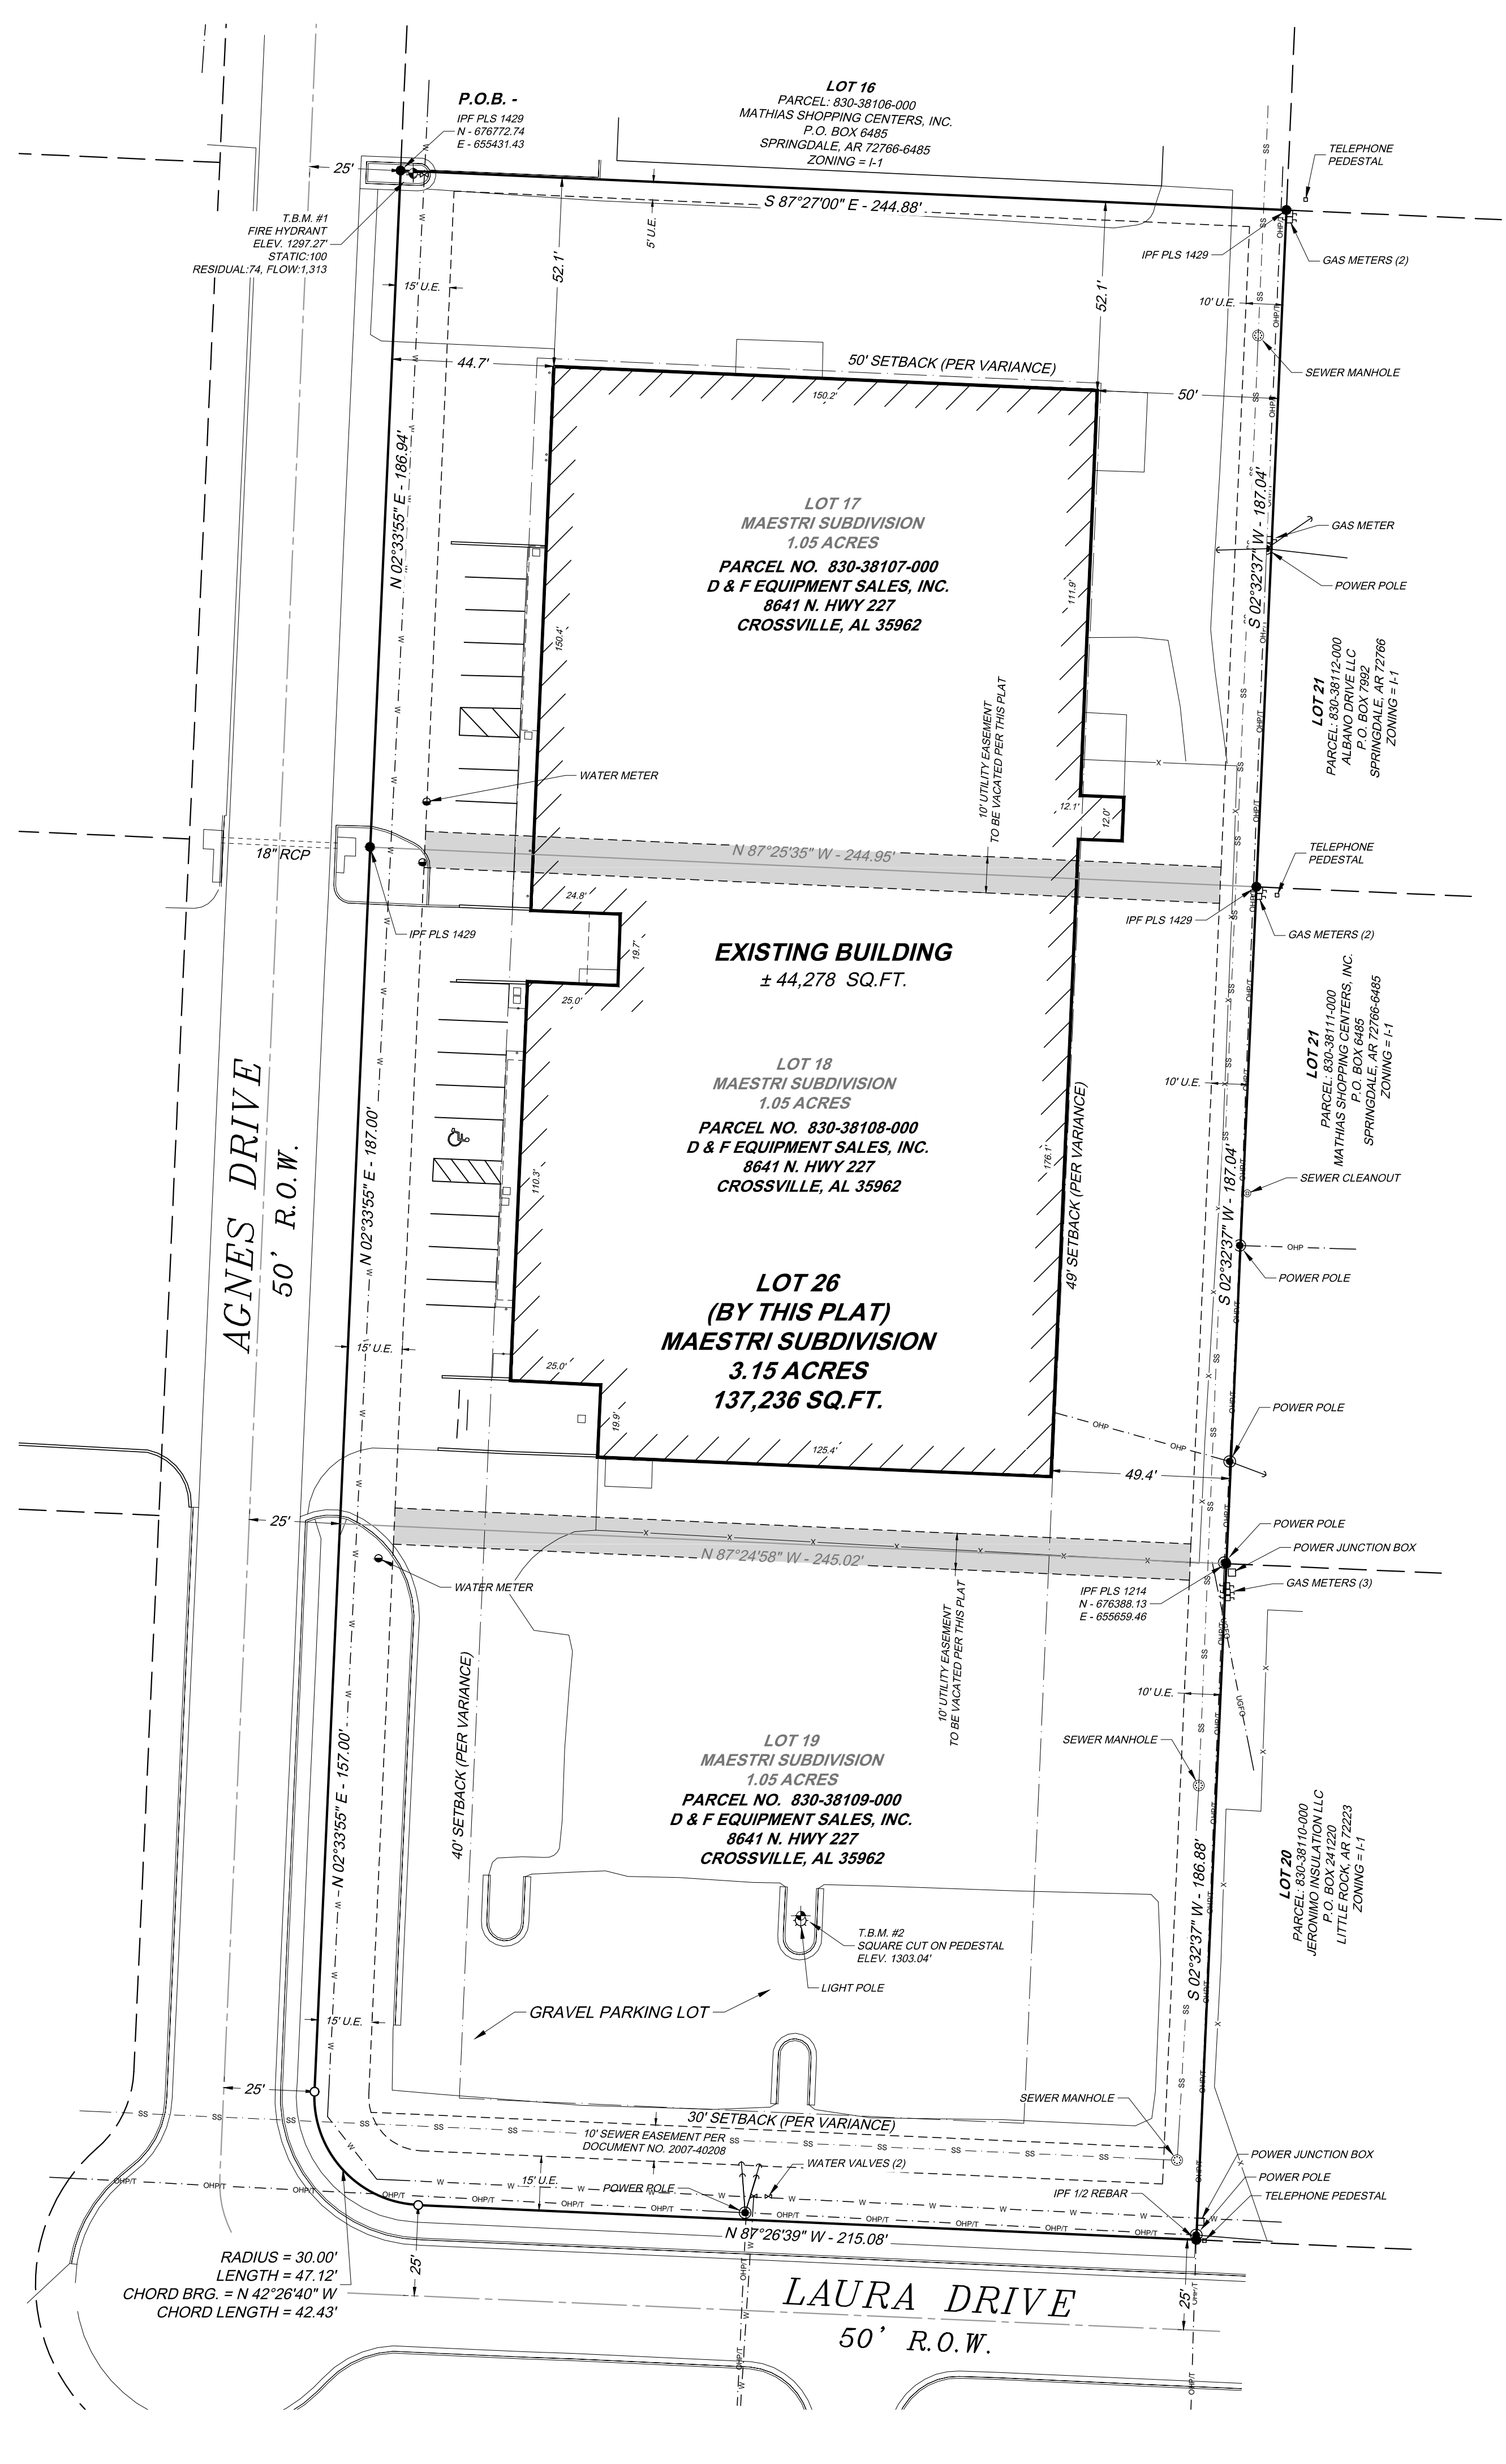 LOT 16
PARCEL: 830-38106-000
MATHIAS SHOPPING CENTERS, INC.
P.O. BOX 6485
SPRINGDALE, AR 72766-6485
ZONING = I-1
P.O.B. -
IPF PLS 1429
N - 676772.74
E - 655431.43
TELEPHONE
PEDESTAL
25'
T.B.M. #1
FIRE HYDRANT
ELEV. 1297.27'
STATIC:100
RESIDUAL:74, FLOW:1,313
S 87°27'00" E - 244.88'
5' U.E.
IPF PLS 1429
GAS METERS (2)
15' U.E.
52.1'
52.1'
10' U.E.
SEWER MANHOLE
44.7'
50' SETBACK (PER VARIANCE)
150.2'
50'
N 02°33'55" E - 186.94'
S 02°32'37" W - 187.04'
LOT 17
MAESTRI SUBDIVISION
1.05 ACRES
PARCEL NO. 830-38107-000
D & F EQUIPMENT SALES, INC.
8641 N. HWY 227
CROSSVILLE, AL 35962
GAS METER
POWER POLE
111.9'
150.4'
LOT 21
PARCEL: 830-38112-000
ALBANO DRIVE LLC
P.O. BOX 7992
SPRINGDALE, AR 72766
ZONING = I-1
10' UTILITY EASEMENT
TO BE VACATED PER THIS PLAT
WATER METER
12.1'
12.0'
18" RCP
N 87°25'35" W - 244.95'
TELEPHONE
PEDESTAL
24.8'
IPF PLS 1429
IPF PLS 1429
GAS METERS (2)
19.7'
25.0'
EXISTING BUILDING
± 44,278 SQ.FT.
LOT 21
PARCEL: 830-38111-000
MATHIAS SHOPPING CENTERS, INC.
P.O. BOX 6485
SPRINGDALE, AR 72766-6485
ZONING = I-1
AGNES DRIVE
50' R.O.W.
N 02°33'55" E - 187.00'
LOT 18
MAESTRI SUBDIVISION
1.05 ACRES
PARCEL NO. 830-38108-000
D & F EQUIPMENT SALES, INC.
8641 N. HWY 227
CROSSVILLE, AL 35962
110.3'
176.1'
49' SETBACK (PER VARIANCE)
10' U.E.
SEWER CLEANOUT
S 02°32'37" W - 187.04'
OHP
POWER POLE
LOT 26
(BY THIS PLAT)
MAESTRI SUBDIVISION
3.15 ACRES
137,236 SQ.FT.
15' U.E.
25.0'
19.9'
125.4'
OHP
OHP
POWER POLE
49.4'
25'
POWER POLE
POWER JUNCTION BOX
N 87°24'58" W - 245.02'
WATER METER
IPF PLS 1214
N - 676388.13
E - 655659.46
GAS METERS (3)
10' UTILITY EASEMENT
TO BE VACATED PER THIS PLAT
40' SETBACK (PER VARIANCE)
10' U.E.
UGFO
SEWER MANHOLE
N 02°33'55" E - 157.00'
LOT 19
MAESTRI SUBDIVISION
1.05 ACRES
PARCEL NO. 830-38109-000
D & F EQUIPMENT SALES, INC.
8641 N. HWY 227
CROSSVILLE, AL 35962
S 02°32'37" W - 186.88'
LOT 20
PARCEL: 830-38110-000
JERONIMO INSULATION LLC
P.O. BOX 241220
LITTLE ROCK, AR 72223
ZONING = I-1
T.B.M. #2
SQUARE CUT ON PEDESTAL
ELEV. 1303.04'
LIGHT POLE
GRAVEL PARKING LOT
15' U.E.
25'
SEWER MANHOLE
30' SETBACK (PER VARIANCE)
10' SEWER EASEMENT PER
DOCUMENT NO. 2007-40208
15' U.E.
POWER POLE
WATER VALVES (2)
POWER JUNCTION BOX
POWER POLE
TELEPHONE PEDESTAL
IPF 1/2 REBAR
N 87°26'39" W - 215.08'
25'
25'
RADIUS = 30.00'
LENGTH = 47.12'
CHORD BRG. = N 42°26'40" W
CHORD LENGTH = 42.43'
LAURA DRIVE
50' R.O.W.